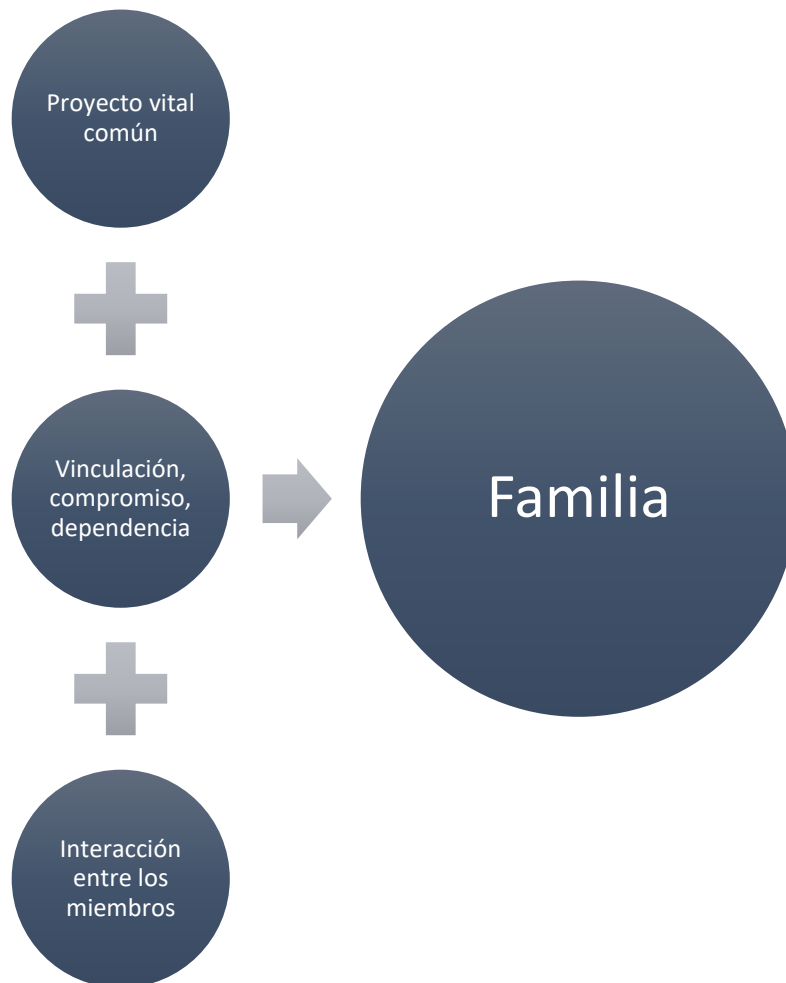 Proyecto vital
común
Vinculación,
compromiso,
dependencia
Familia
Interacción
entre los
miembros